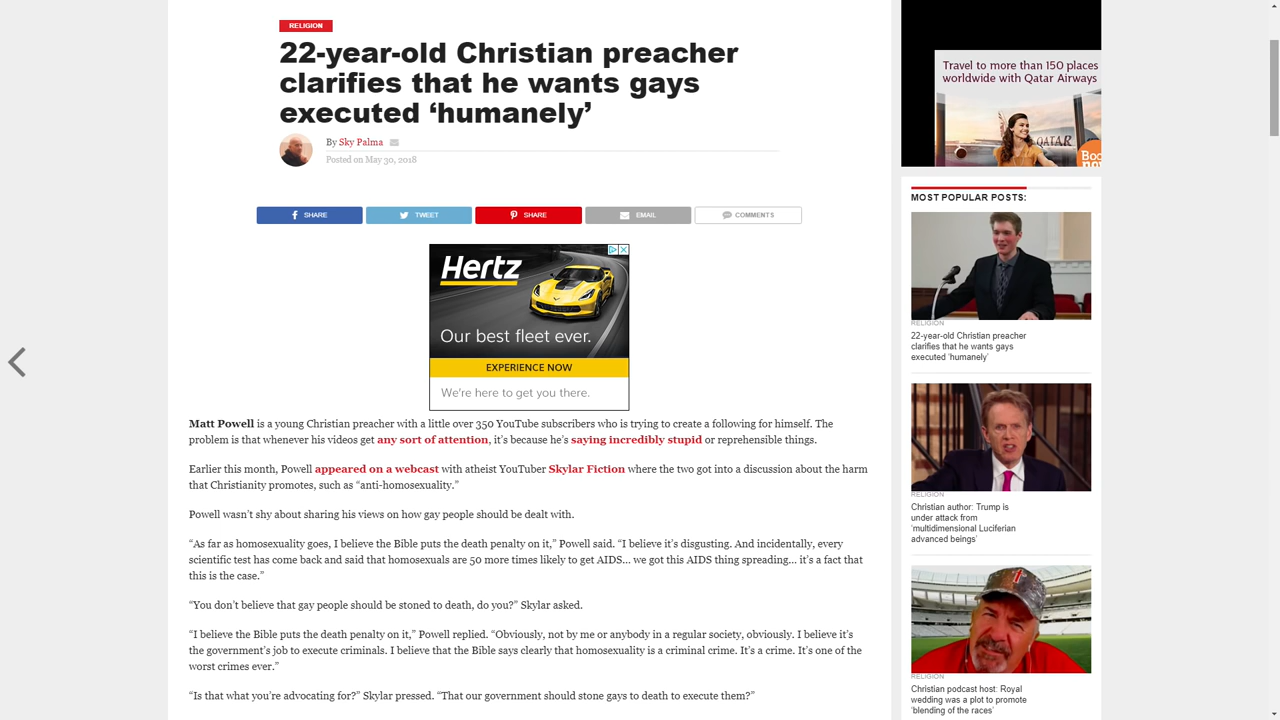 RELIGION
22-year-old Christian preacher
clarifies that he wants gays
executed ‘humanely’
By Sky Palma
Posted on May 30, 2018
SHARE
TWEET
SHARE
EMAIL
COMMENTS
Hertz
Our best fleet ever.
EXPERIENCE NOW
We're here to get you there.
Matt Powell is a young Christian preacher with a little over 350 YouTube subscribers who is trying to create a following for himself. The
problem is that whenever his videos get any sort of attention, it’s because he’s saying incredibly stupid or reprehensible things.
Earlier this month, Powell appeared on a webcast with atheist YouTuber Skylar Fiction where the two got into a discussion about the harm
that Christianity promotes, such as “anti-homosexuality.”
Powell wasn’t shy about sharing his views on how gay people should be dealt with.
“As far as homosexuality goes, I believe the Bible puts the death penalty on it,” Powell said. “I believe it’s disgusting. And incidentally, every
scientific test has come back and said that homosexuals are 50 more times likely to get AIDS… we got this AIDS thing spreading… it’s a fact that
this is the case.”
“You don’t believe that gay people should be stoned to death, do you?” Skylar asked.
“I believe the Bible puts the death penalty on it,” Powell replied. “Obviously, not by me or anybody in a regular society, obviously. I believe it’s
the government’s job to execute criminals. I believe that the Bible says clearly that homosexuality is a criminal crime. It’s a crime. It’s one of the
worst crimes ever.”
“Is that what you’re advocating for?” Skylar pressed. “That our government should stone gays to death to execute them?”
Travel to more than 150 places
worldwide with Qatar Airways
QATAR
Boo
now
MOST POPULAR POSTS:
RELIGION
22-year-old Christian preacher
clarifies that he wants gays
executed ‘humanely’
RELIGION
Christian author: Trump is
under attack from
‘multidimensional Luciferian
advanced beings’
RELIGION
Christian podcast host: Royal
wedding was a plot to promote
‘blending of the races’